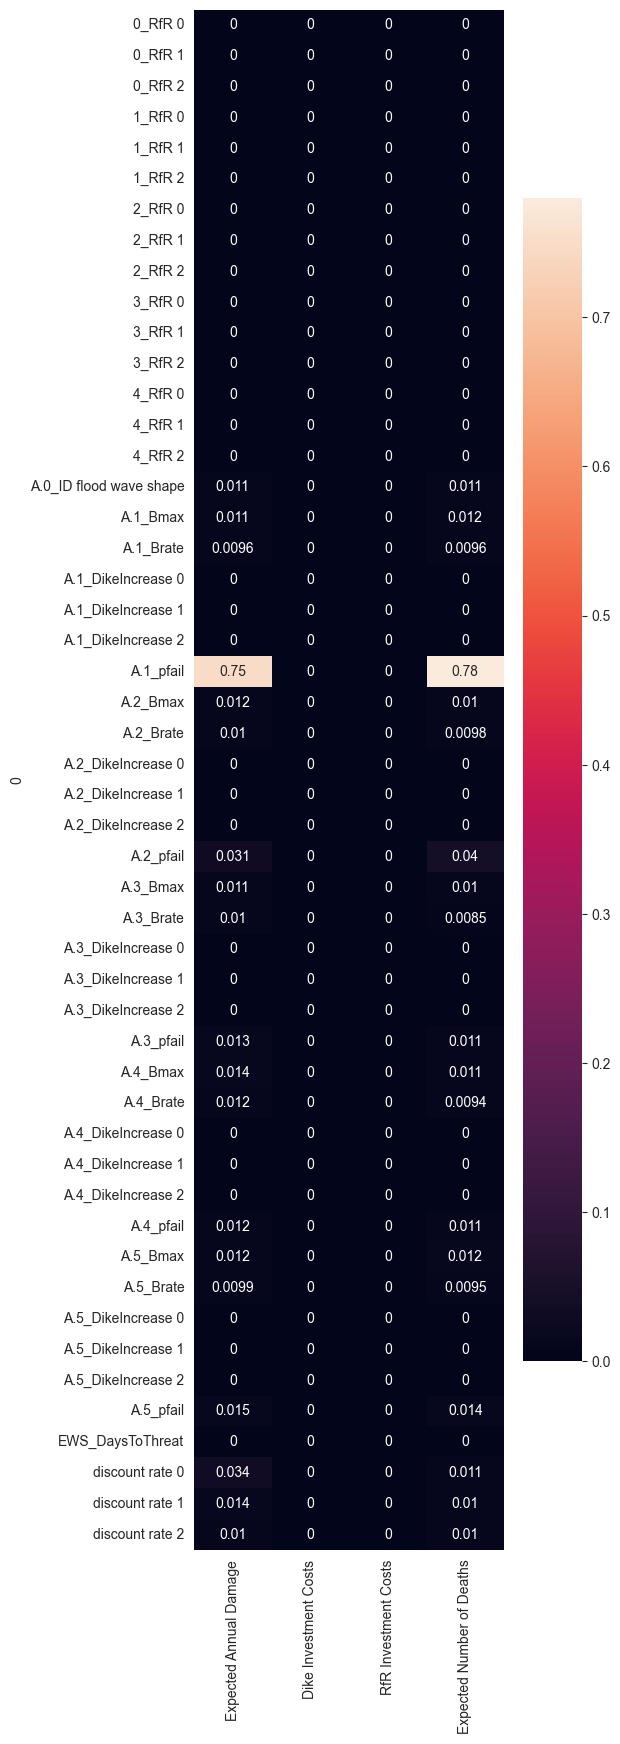 0_RfR 0 0 0 0 0
0_RfR 1 0 0 0 0
0_RfR 2 0 0 0 0
1_RfR 0 0 0 0 0
1_RfR 1 0 0 0 0
1_RfR 2 0 0 0 0
2_RfR 0 0 0 0 0
2_RfR 1 0 0 0 0
2_RfR 2 0 0 0 0
3_RfR 0 0 0 0 0
3_RfR 1 0 0 0 0
3_RfR 2 0 0 0 0
4_RfR 0 0 0 0 0
4_RfR 1 0 0 0 0
4_RfR 2 0 0 0 0
A.0_ID flood wave shape 0.011 0 0 0.011
A.1_Bmax 0.011 0 0 0.012
A.1_Brate 0.0096 0 0 0.0096
A.1_DikeIncrease 0 0 0 0 0
A.1_DikeIncrease 1 0 0 0 0
A.1_DikeIncrease 2 0 0 0 0
A.1_pfail 0.75 0 0 0.78
A.2_Bmax 0.012 0 0 0.01
A.2_Brate 0.01 0 0 0.0098
A.2_DikeIncrease 0 0 0 0 0
A.2_DikeIncrease 1 0 0 0 0
A.2_DikeIncrease 2 0 0 0 0
A.2_pfail 0.031 0 0 0.04
A.3_Bmax 0.011 0 0 0.01
A.3_Brate 0.01 0 0 0.0085
A.3_DikeIncrease 0 0 0 0 0
A.3_DikeIncrease 1 0 0 0 0
A.3_DikeIncrease 2 0 0 0 0
A.3_pfail 0.013 0 0 0.011
A.4_Bmax 0.014 0 0 0.011
A.4_Brate 0.012 0 0 0.0094
A.4_DikeIncrease 0 0 0 0 0
A.4_DikeIncrease 1 0 0 0 0
A.4_DikeIncrease 2 0 0 0 0
A.4_pfail 0.012 0 0 0.011
A.5_Bmax 0.012 0 0 0.012
A.5_Brate 0.0099 0 0 0.0095
A.5_DikeIncrease 0 0 0 0 0
A.5_DikeIncrease 1 0 0 0 0
A.5_DikeIncrease 2 0 0 0 0
A.5_pfail 0.015 0 0 0.014
EWS_DaysToThreat 0 0 0 0
discount rate 0 0.034 0 0 0.011
discount rate 1 0.014 0 0 0.01
discount rate 2 0.01 0 0 0.01
0
Expected Annual Damage
Dike Investment Costs
RfR Investment Costs
Expected Number of Deaths
0.7
0.6
0.5
0.4
0.3
0.2
0.1
0.0